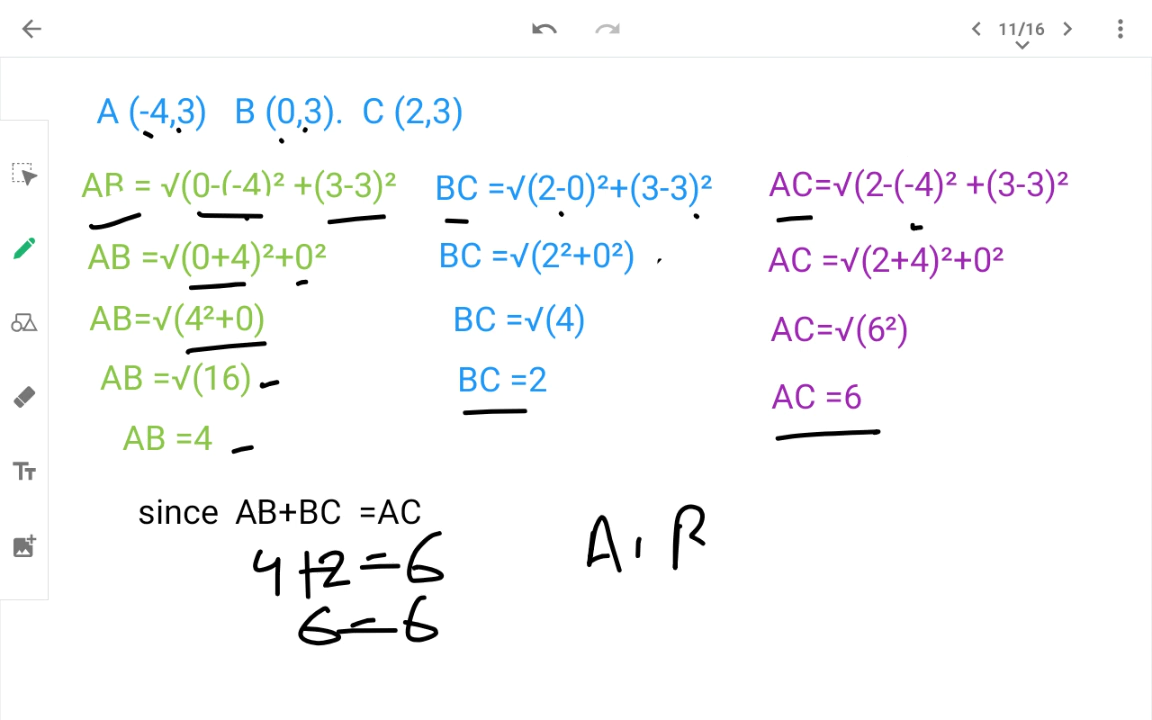 11/16
A (-4,3) B (0,3). C (2,3)
AB = √(0-(-4)² +(3-3)²
BC =√(2-0)²+(3-3)²
AC=√(2-(-4)² +(3-3)²
AB =√(0+4)²+0²
BC =√(2²+0²)
AC =√(2+4)²+0²
AB=√(4²+0)
BC =√(4)
AC=√(6²)
AB =√(16)
BC =2
AC =6
AB =4
since AB+BC =AC
4+2=6
6=6
A, B
Tт